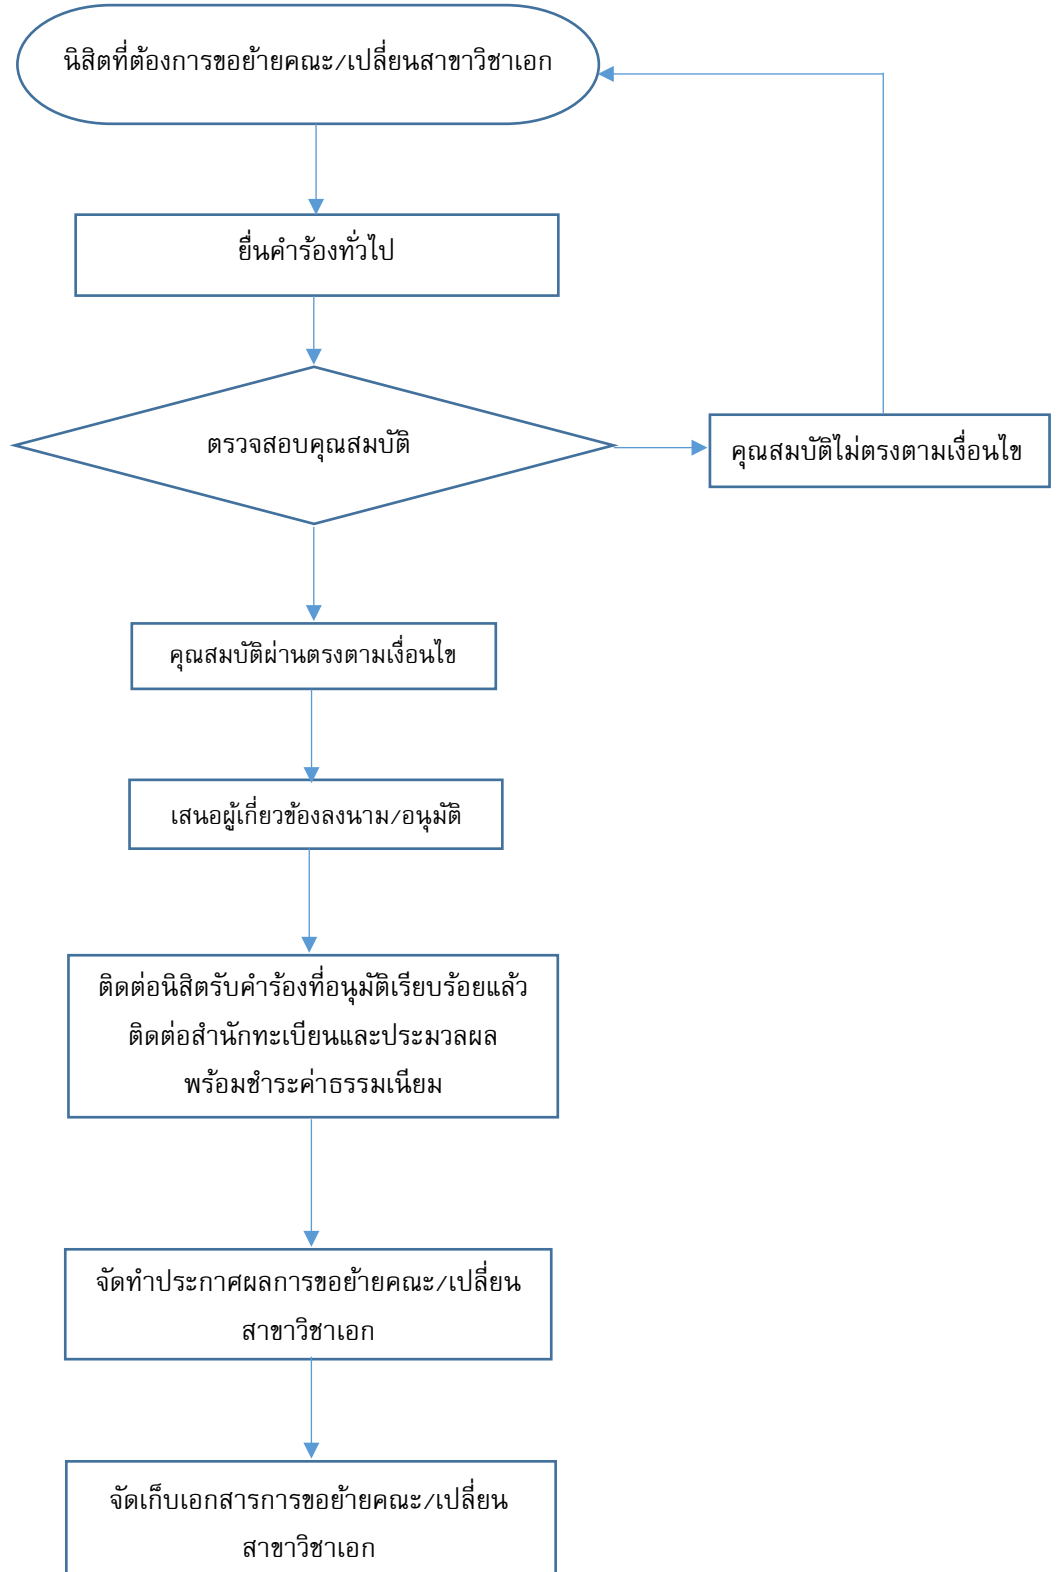 นิสิตที่ต้องการขอย้ายคณะ/เปลี่ยนสาขาวิชาเอก
ยื่นคำร้องทั่วไป
ตรวจสอบคุณสมบัติ
คุณสมบัติไม่ตรงตามเงื่อนไข
คุณสมบัติผ่านตรงตามเงื่อนไข
เสนอผู้เกี่ยวข้องลงนาม/อนุมัติ
ติดต่อนิสิตรับคำร้องที่อนุมัติเรียบร้อยแล้ว
ติดต่อสำนักทะเบียนและประมวลผล
พร้อมชำระค่าธรรมเนียม
จัดทำประกาศผลการขอย้ายคณะ/เปลี่ยน
สาขาวิชาเอก
จัดเก็บเอกสารการขอย้ายคณะ/เปลี่ยน
สาขาวิชาเอก